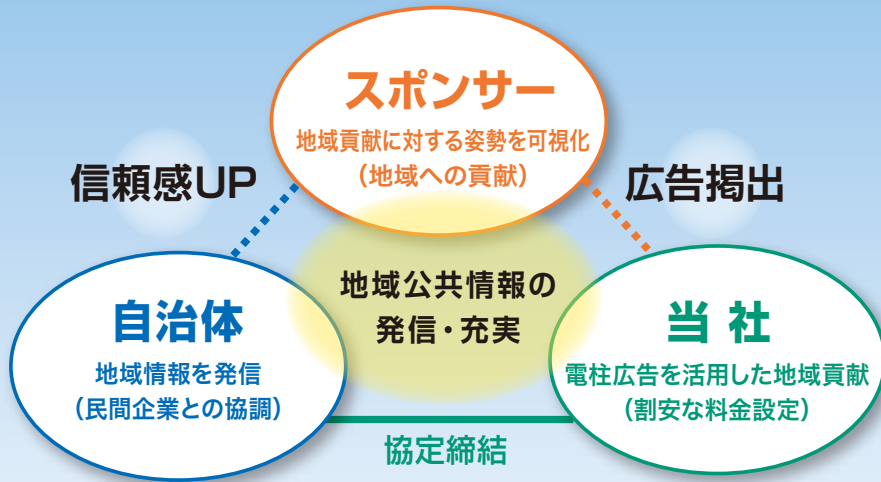 スポンサー
地域貢献に対する姿勢を可視化
（地域への貢献）
信頼感UP
広告掲出
地域公共情報の
発信・充実
自治体
地域情報を発信
（民間企業との協調）
当社
電柱広告を活用した地域貢献
（割安な料金設定）
協定締結